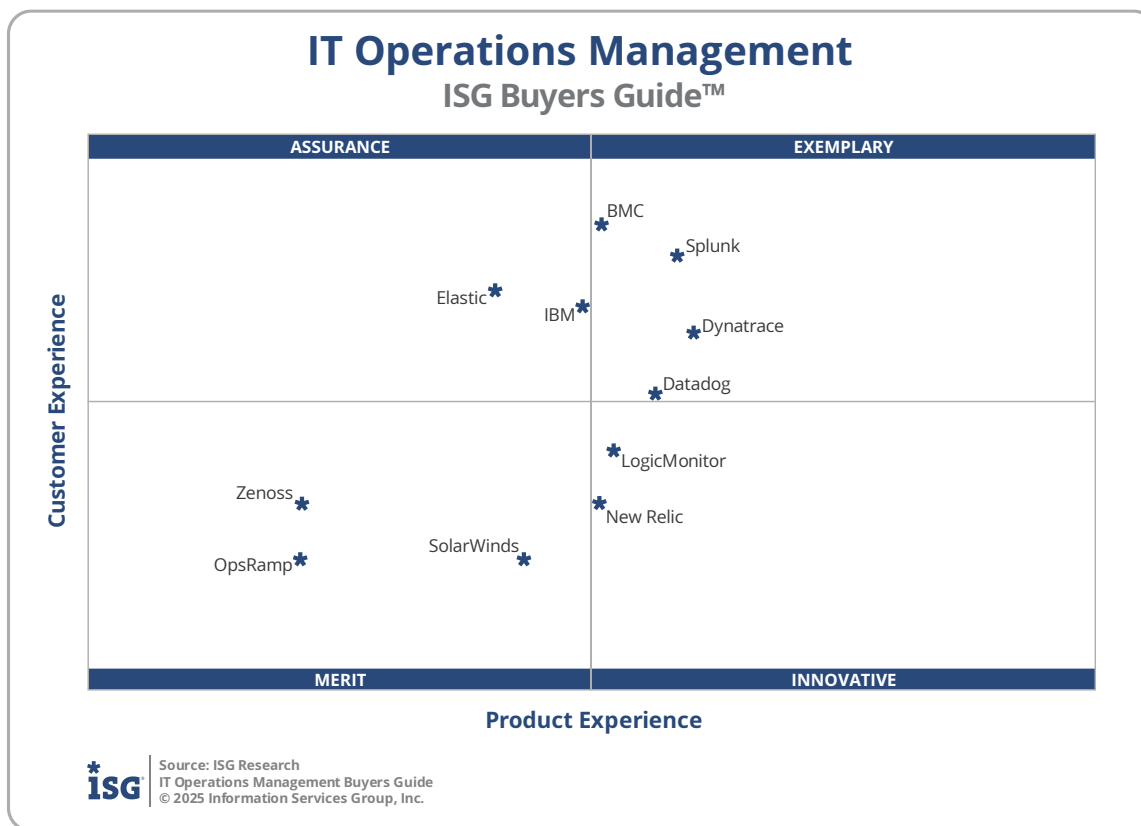 IT Operations Management
ISG Buyers Guide™
ASSURANCE
EXEMPLARY
BMC
Splunk
Elastic
IBM
Dynatrace
Datadog
Customer Experience
LogicMonitor
Zenoss
New Relic
SolarWinds
OpsRamp
MERIT
INNOVATIVE
Product Experience
ISG
Source: ISG Research
IT Operations Management Buyers Guide
© 2025 Information Services Group, Inc.